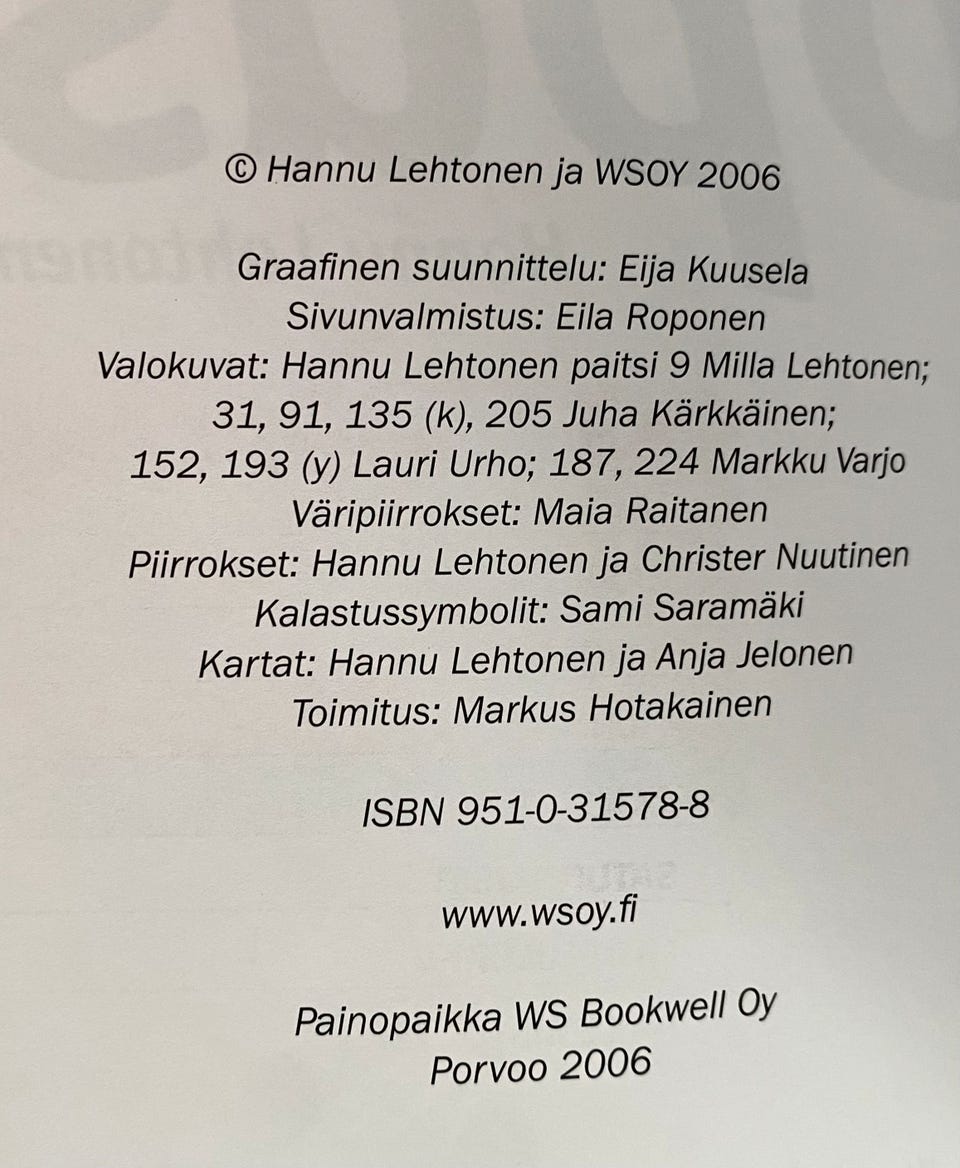 © Hannu Lehtonen ja WSOY 2006
Graafinen suunnittelu: Eija Kuusela
Sivunvalmistus: Eila Roponen
Valokuvat: Hannu Lehtonen paitsi 9 Milla Lehtonen;
31, 91, 135 (k), 205 Juha Kärkkäinen;
152, 193 (y) Lauri Urho; 187, 224 Markku Varjo
Väripiirrokset: Maia Raitanen
Piirrokset: Hannu Lehtonen ja Christer Nuutinen
Kalastussymbolit: Sami Saramäki
Kartat: Hannu Lehtonen ja Anja Jelonen
Toimitus: Markus Hotakainen
ISBN 951-0-31578-8
www.wsoy.fi
Painopaikka WS Bookwell Oy
Porvoo 2006